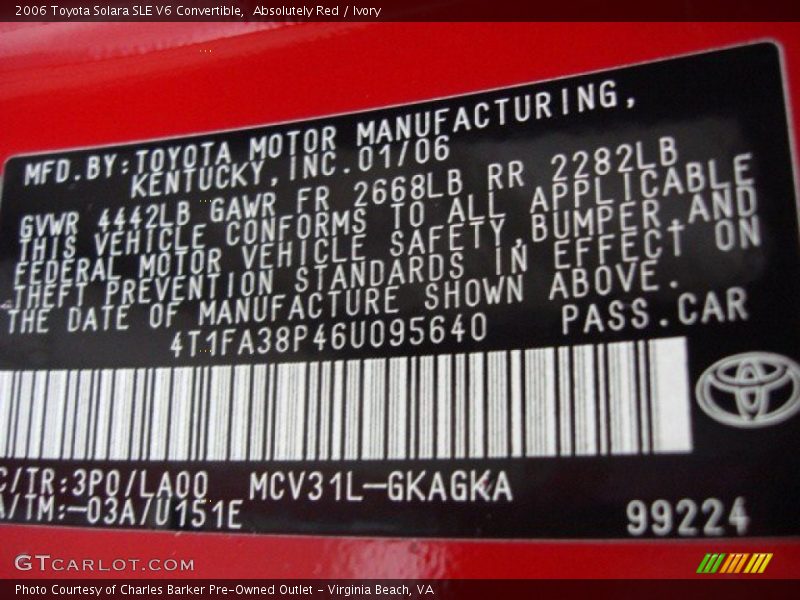 2006 Toyota Solara SLE V6 Convertible,  Absolutely Red / Ivory
MFD.BY:TOYOTA MOTOR MANUFACTURING,
KENTUCKY,INC.01/06
GVWR 4442LB GAWR FR 2668LB RR 2282LB
THIS VEHICLE CONFORMS TO ALL APPLICABLE
FEDERAL MOTOR VEHICLE SAFETY,BUMPER,AND
THEFT PREVENTION STANDARDS IN EFFECT ON
THE DATE OF MANUFACTURE SHOWN ABOVE.
4T1FA38P46U095640 PASS.CAR
C/TR:3P0/LA00 MCV31L-GKAGKA
A/TM:-03A/U151E 99224
GTCARLOT.COM
Photo Courtesy of Charles Barker Pre-Owned Outlet - Virginia Beach, VA